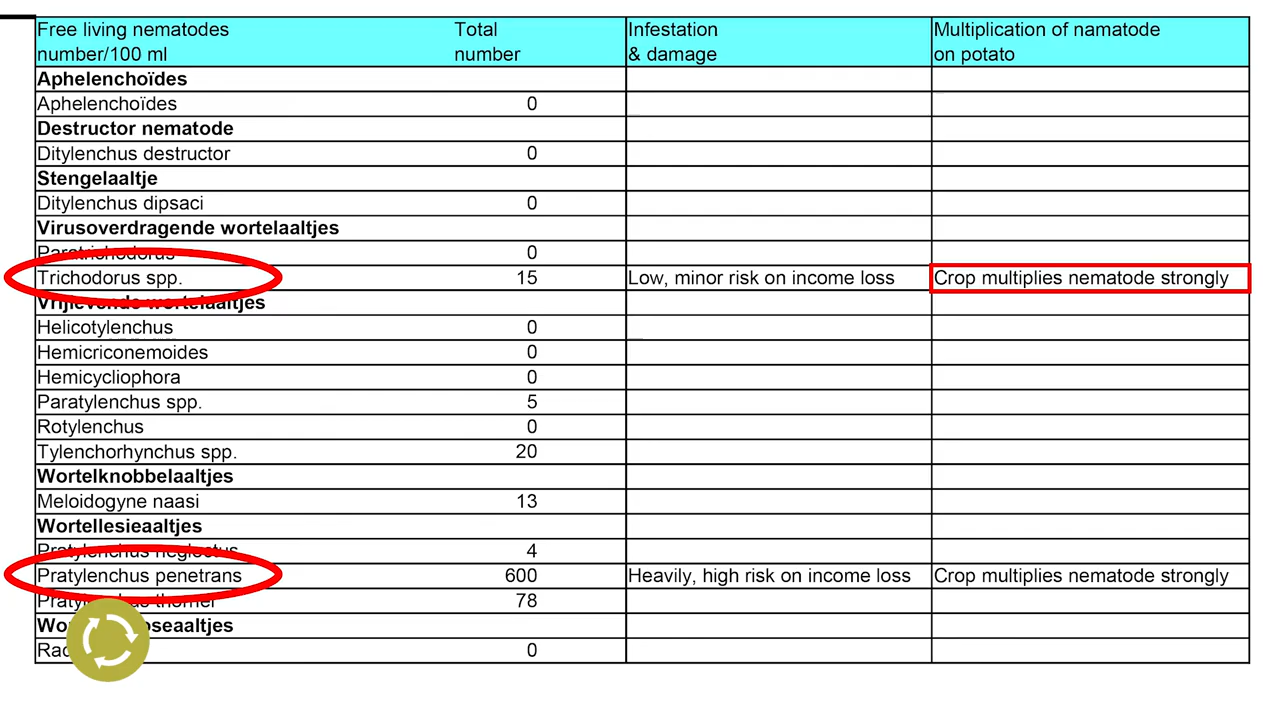 Free living nematodes Total Infestation Multiplication of namatode
number/100 ml number & damage on potato
Aphelenchoïdes
Aphelenchoïdes 0
Destructor nematode
Ditylenchus destructor 0
Stengelaaltje
Ditylenchus dipsaci 0
Virusoverdragende wortelaaltjes
Paratrichodorus 0
Trichodorus spp. 15 Low, minor risk on income loss Crop multiplies nematode strongly
Vrijlevende wortelaaltjes
Helicotylenchus 0
Hemicriconemoides 0
Hemicycliophora 0
Paratylenchus spp. 5
Rotylenchus 0
Tylenchorhynchus spp. 20
Wortelknobbelaaltjes
Meloidogyne naasi 13
Wortellesieaaltjes
Pratylenchus neglectus 4
Pratylenchus penetrans 600 Heavily, high risk on income loss Crop multiplies nematode strongly
Pratylenchus thornei 78
0